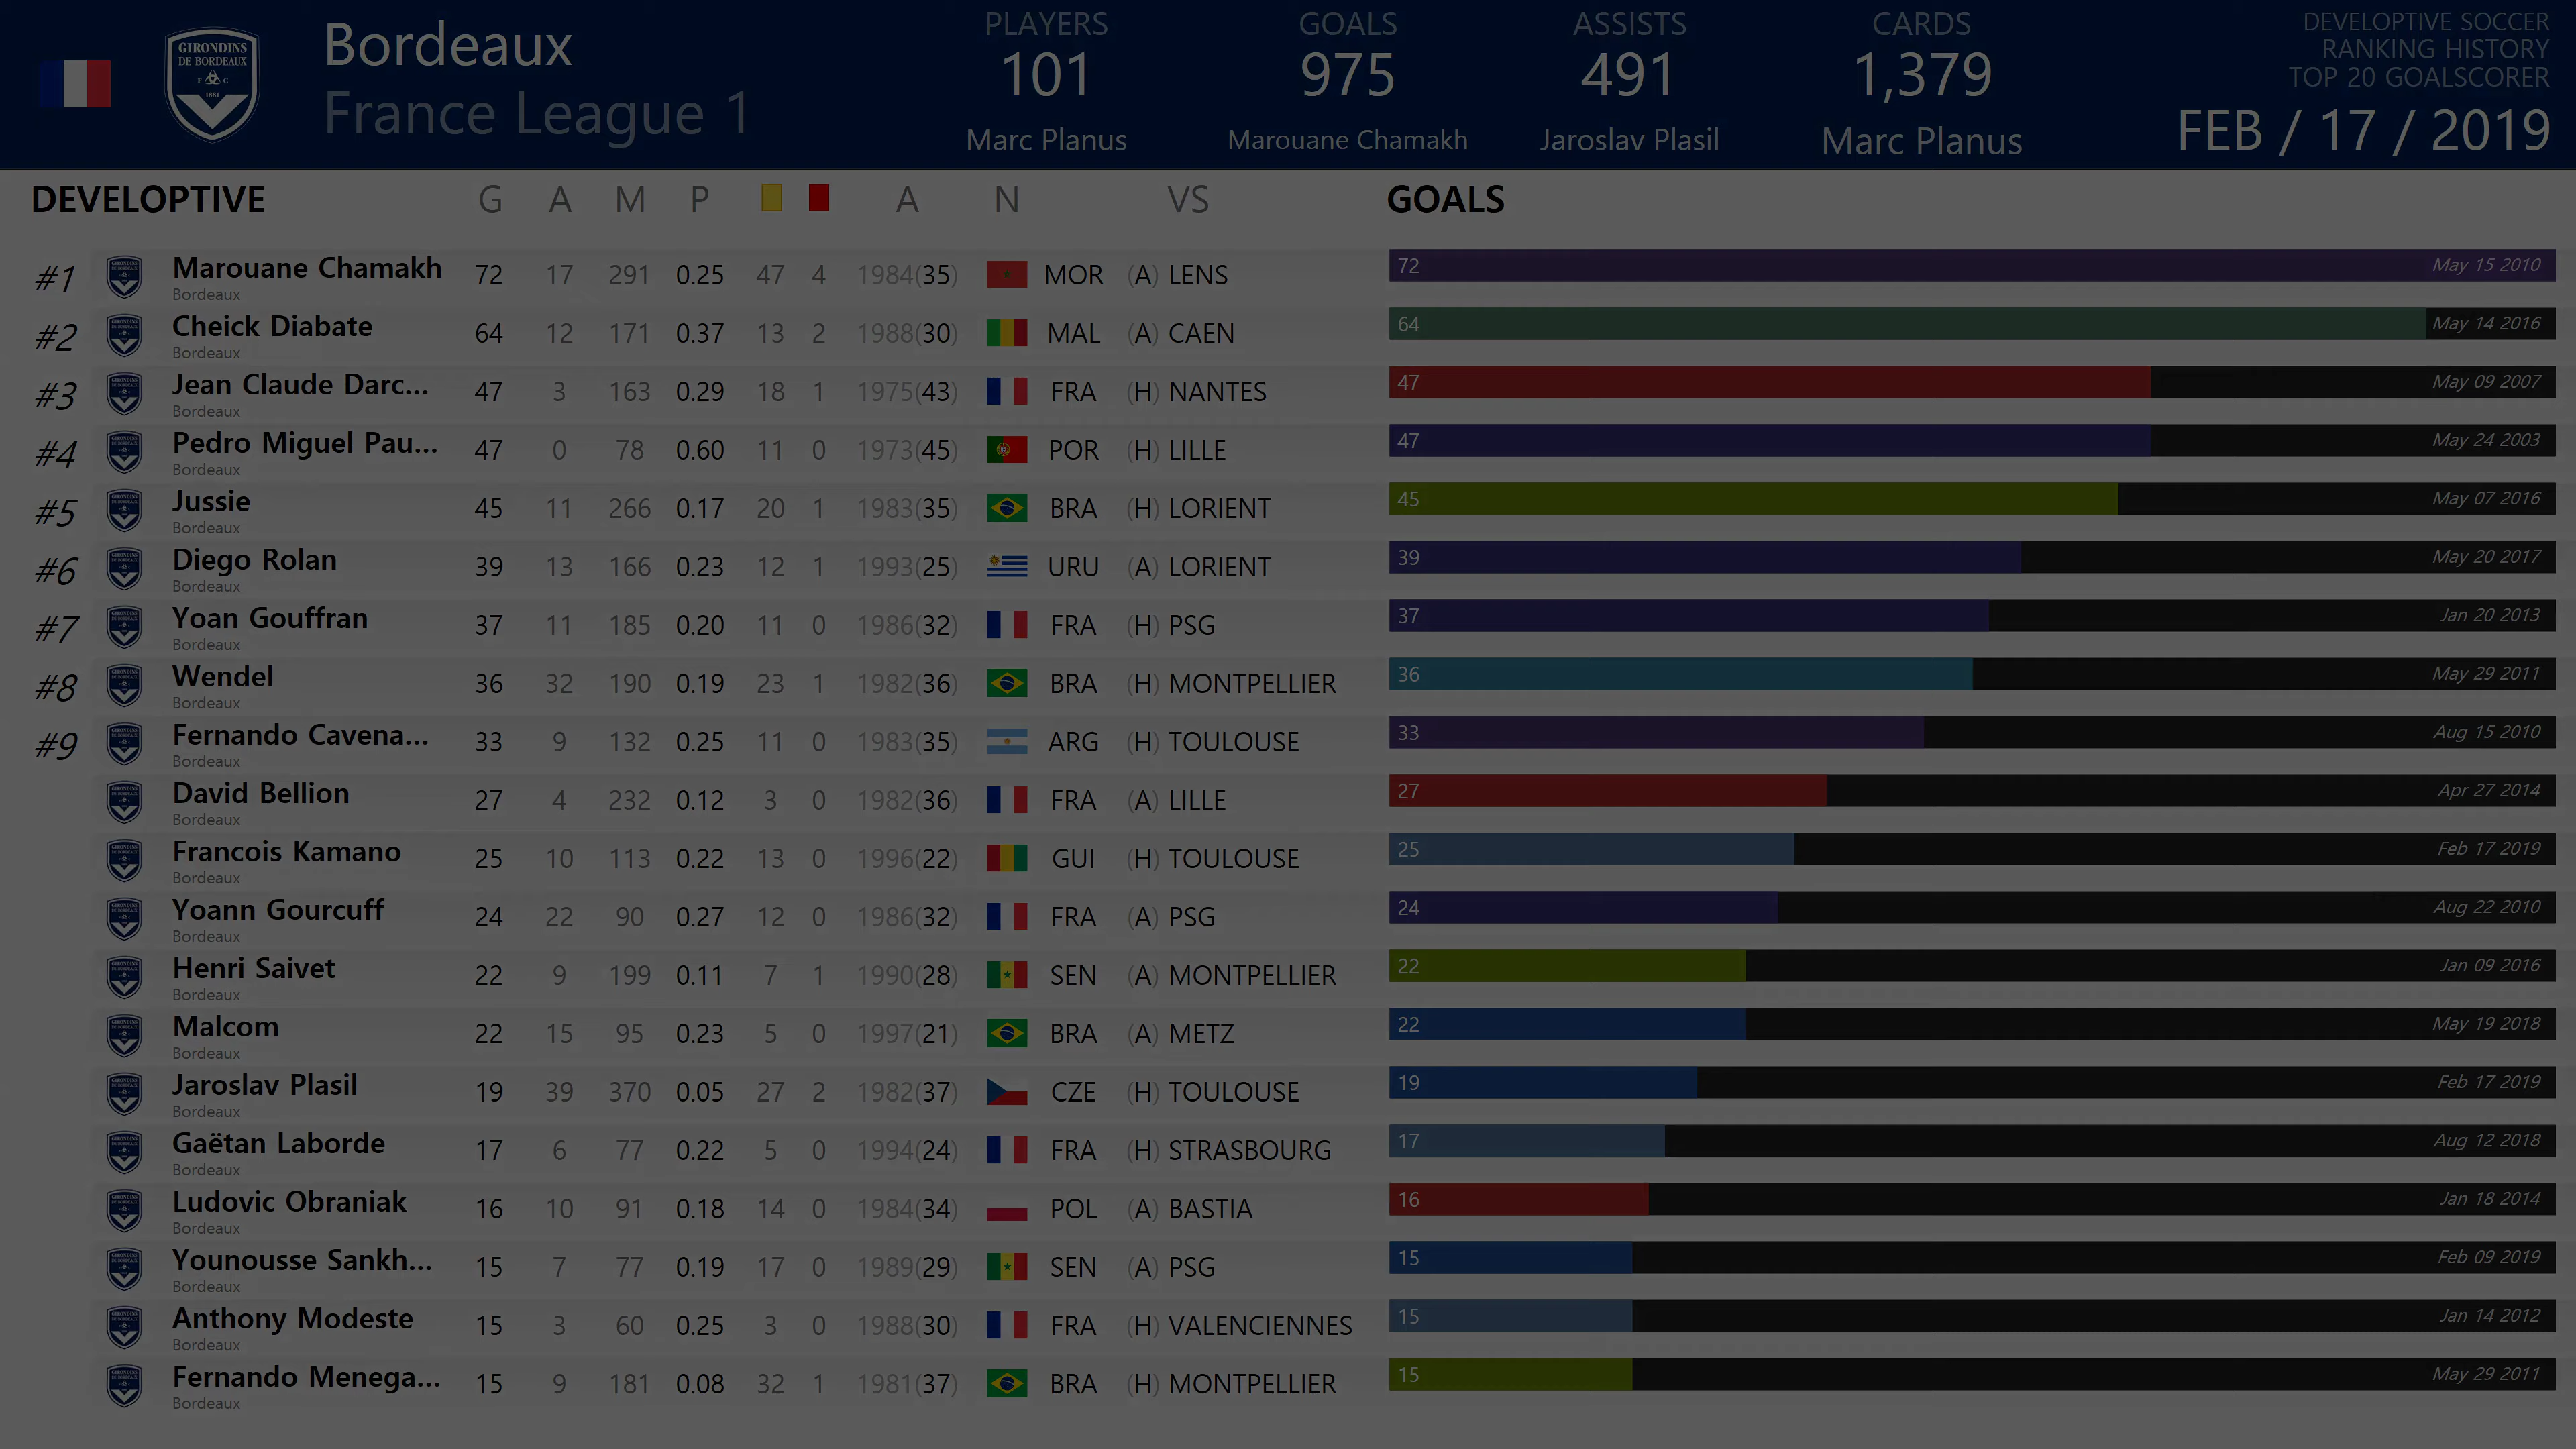 GIRONDINS
DE BORDEAUX
F C
1881
Bordeaux
France League 1
PLAYERS
101
Marc Planus
GOALS
975
Marouane Chamakh
ASSISTS
491
Jaroslav Plasil
CARDS
1,379
Marc Planus
DEVELOPTIVE SOCCER
RANKING HISTORY
TOP 20 GOALSCORER
FEB / 17 / 2019
DEVELOPTIVE G A M P A N VS GOALS
#1 Marouane Chamakh 72 17 291 0.25 47 4 1984(35) MOR (A) LENS 72 May 15 2010
Bordeaux
#2 Cheick Diabate 64 12 171 0.37 13 2 1988(30) MAL (A) CAEN 64 May 14 2016
Bordeaux
#3 Jean Claude Darc... 47 3 163 0.29 18 1 1975(43) FRA (H) NANTES 47 May 09 2007
Bordeaux
#4 Pedro Miguel Pau... 47 0 78 0.60 11 0 1973(45) POR (H) LILLE 47 May 24 2003
Bordeaux
#5 Jussie 45 11 266 0.17 20 1 1983(35) BRA (H) LORIENT 45 May 07 2016
Bordeaux
#6 Diego Rolan 39 13 166 0.23 12 1 1993(25) URU (A) LORIENT 39 May 20 2017
Bordeaux
#7 Yoan Gouffran 37 11 185 0.20 11 0 1986(32) FRA (H) PSG 37 Jan 20 2013
Bordeaux
#8 Wendel 36 32 190 0.19 23 1 1982(36) BRA (H) MONTPELLIER 36 May 29 2011
Bordeaux
#9 Fernando Cavena... 33 9 132 0.25 11 0 1983(35) ARG (H) TOULOUSE 33 Aug 15 2010
Bordeaux
David Bellion 27 4 232 0.12 3 0 1982(36) FRA (A) LILLE 27 Apr 27 2014
Bordeaux
Francois Kamano 25 10 113 0.22 13 0 1996(22) GUI (H) TOULOUSE 25 Feb 17 2019
Bordeaux
Yoann Gourcuff 24 22 90 0.27 12 0 1986(32) FRA (A) PSG 24 Aug 22 2010
Bordeaux
Henri Saivet 22 9 199 0.11 7 1 1990(28) SEN (A) MONTPELLIER 22 Jan 09 2016
Bordeaux
Malcom 22 15 95 0.23 5 0 1997(21) BRA (A) METZ 22 May 19 2018
Bordeaux
Jaroslav Plasil 19 39 370 0.05 27 2 1982(37) CZE (H) TOULOUSE 19 Feb 17 2019
Bordeaux
Gaëtan Laborde 17 6 77 0.22 5 0 1994(24) FRA (H) STRASBOURG 17 Aug 12 2018
Bordeaux
Ludovic Obraniak 16 10 91 0.18 14 0 1984(34) POL (A) BASTIA 16 Jan 18 2014
Bordeaux
Younousse Sankh... 15 7 77 0.19 17 0 1989(29) SEN (A) PSG 15 Feb 09 2019
Bordeaux
Anthony Modeste 15 3 60 0.25 3 0 1988(30) FRA (H) VALENCIENNES 15 Jan 14 2012
Bordeaux
Fernando Menega... 15 9 181 0.08 32 1 1981(37) BRA (H) MONTPELLIER 15 May 29 2011
Bordeaux